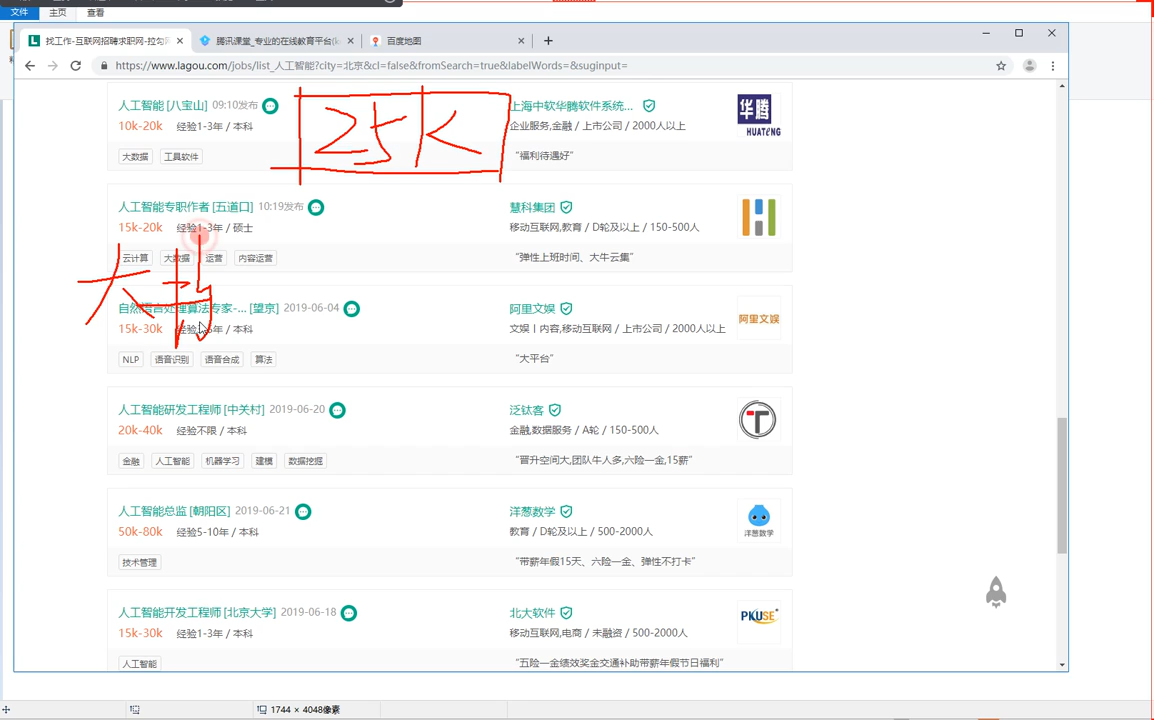 文件 主页 查看
找工作-互联网招聘求职网-拉勾 腾讯课堂_专业的在线教育平台 百度地图
https://www.lagou.com/jobs/list_人工智能?city=北京&cl=false&fromSearch=true&labelWords=&suginput=
人工智能 [八宝山] 09:10发布 上海中软华腾软件系统...
10k-20k 经验1-3年 / 本科 企业服务,金融 / 上市公司 / 2000人以上
华腾
HUATENG
25K
大数据 工具软件 “福利待遇好”
人工智能专职作者 [五道口] 10:19发布 慧科集团
15k-20k 经验1-3年 / 硕士 移动互联网,教育 / D轮及以上 / 150-500人
云计算 大数据 运营 内容运营 “弹性上班时间、大牛云集”
自然语言处理算法专家-... [望京] 2019-06-04 阿里文娱
15k-30k 经验 年 / 本科 文娱丨内容,移动互联网 / 上市公司 / 2000人以上
阿里文娱
NLP 语音识别 语音合成 算法 “大平台”
人工智能研发工程师 [中关村] 2019-06-20 泛钛客
20k-40k 经验不限 / 本科 金融,数据服务 / A轮 / 150-500人
T
金融 人工智能 机器学习 建模 数据挖掘 “晋升空间大,团队牛人多,六险一金,15薪”
人工智能总监 [朝阳区] 2019-06-21 洋葱数学
50k-80k 经验5-10年 / 本科 教育 / D轮及以上 / 500-2000人
洋葱数学
技术管理 “带薪年假15天、六险一金、弹性不打卡”
人工智能开发工程师 [北京大学] 2019-06-18 北大软件
15k-30k 经验1-3年 / 本科 移动互联网,电商 / 未融资 / 500-2000人
PKUSE
人工智能 “五险一金绩效奖金交通补助带薪年假节日福利”
1744 × 4048像素